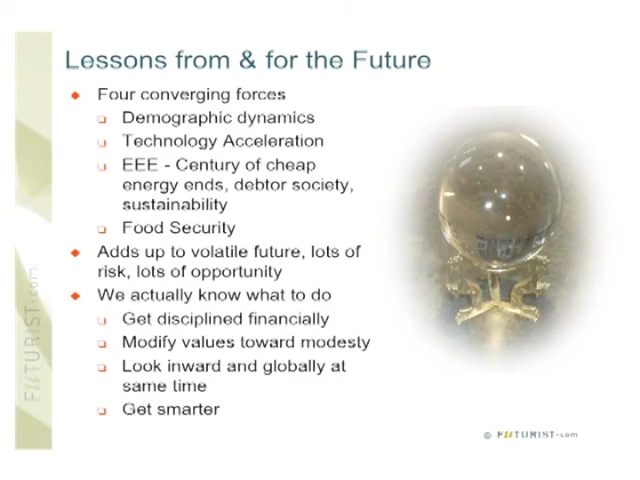 Lessons from & for the Future
Four converging forces
Demographic dynamics
Technology Acceleration
EEE - Century of cheap
energy ends, debtor society,
sustainability
Food Security
Adds up to volatile future, lots of
risk, lots of opportunity
We actually know what to do
Get disciplined financially
Modify values toward modesty
Look inward and globally at
same time
Get smarter
FuTURIST.com
© FuTURIST.com